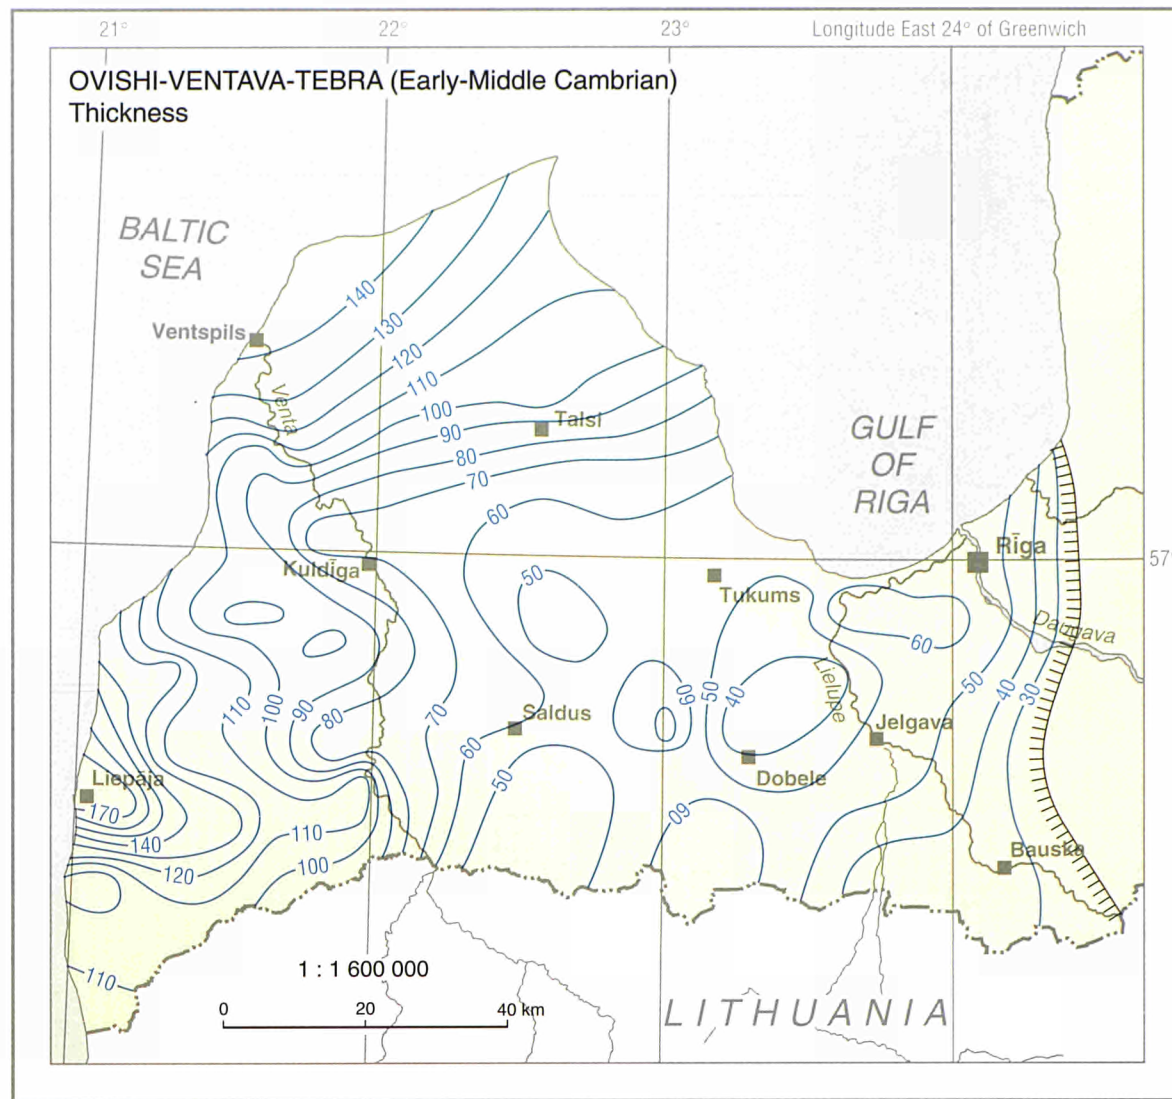 21°
22°
23°
Longitude East 24° of Greenwich
OVISHI-VENTAVA-TEBRA (Early-Middle Cambrian)
Thickness
BALTIC
SEA
140
Ventspils
130
120
Venta
110
100
Talsi
90
80
70
GULF
OF
RIGA
60
57°
Rīga
Kuldīga
50
Tukums
Daugava
60
110
100
90
80
70
Saldus
60
50
40
Lielupe
50
40
30
Jelgava
60
50
Liepāja
Dobele
170
140
110
60
120
100
Bauska
110
1 : 1 600 000
0
20
40 km
LITHUANIA